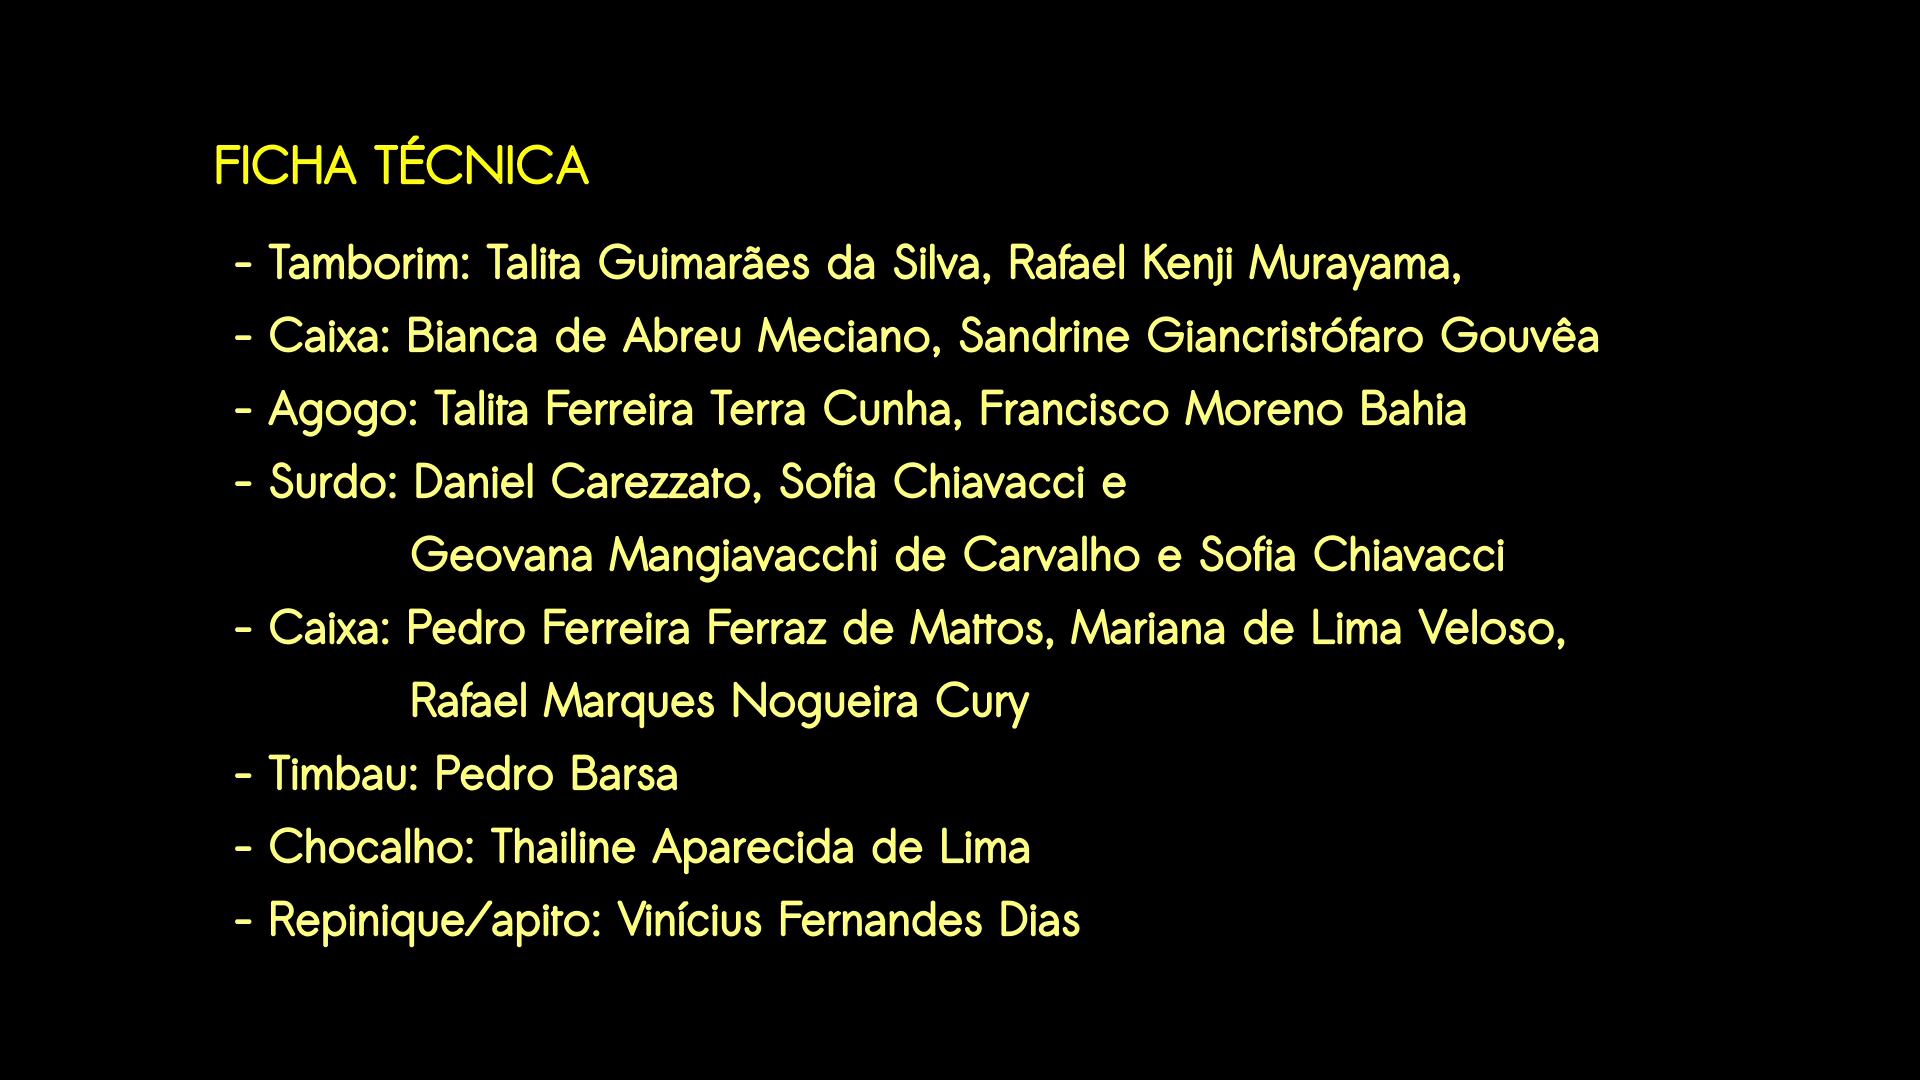 FICHA TÉCNICA
- Tamborim: Talita Guimarães da Silva, Rafael Kenji Murayama,
- Caixa: Bianca de Abreu Meciano, Sandrine Giancristófaro Gouvêa
- Agogo: Talita Ferreira Terra Cunha, Francisco Moreno Bahia
- Surdo: Daniel Carezzato, Sofia Chiavacci e
Geovana Mangiavacchi de Carvalho e Sofia Chiavacci
- Caixa: Pedro Ferreira Ferraz de Mattos, Mariana de Lima Veloso,
Rafael Marques Nogueira Cury
- Timbau: Pedro Barsa
- Chocalho: Thailine Aparecida de Lima
- Repinique/apito: Vinícius Fernandes Dias